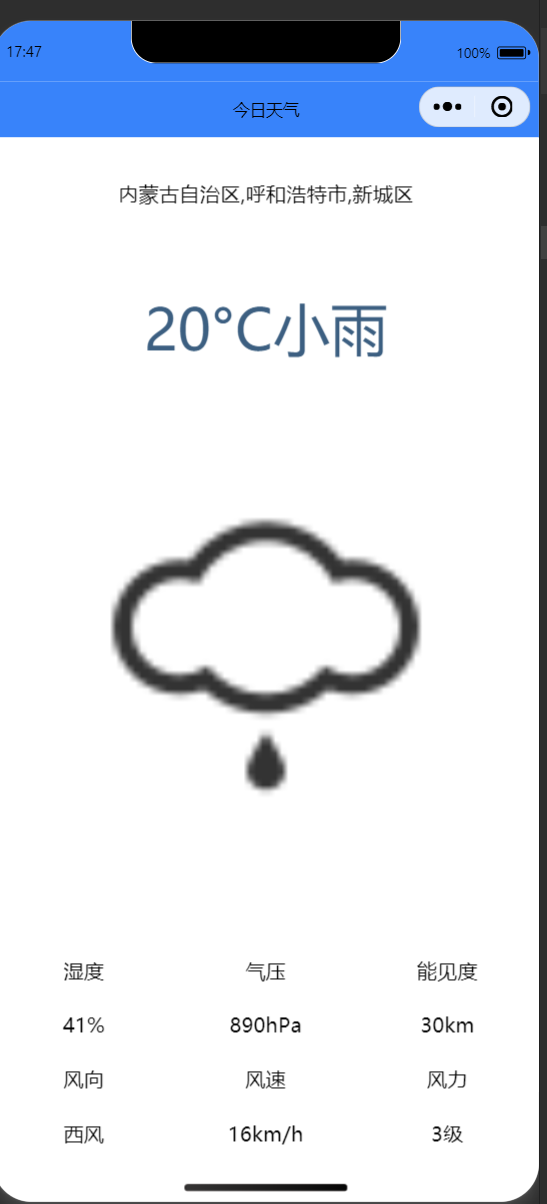 17:47
100%
今日天气
内蒙古自治区,呼和浩特市,新城区
20°C小雨
湿度 气压 能见度
41% 890hPa 30km
风向 风速 风力
西风 16km/h 3级